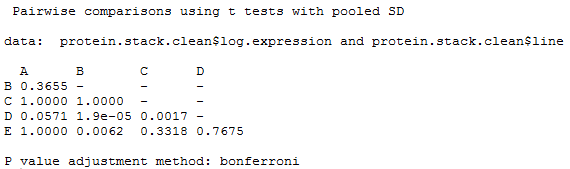 Pairwise comparisons using t tests with pooled SD
data:  protein.stack.clean$log.expression and protein.stack.clean$line
  A      B       C      D
B 0.3655 -       -      -
C 1.0000 1.0000  -      -
D 0.0571 1.9e-05 0.0017 -
E 1.0000 0.0062  0.3318 0.7675
P value adjustment method: bonferroni